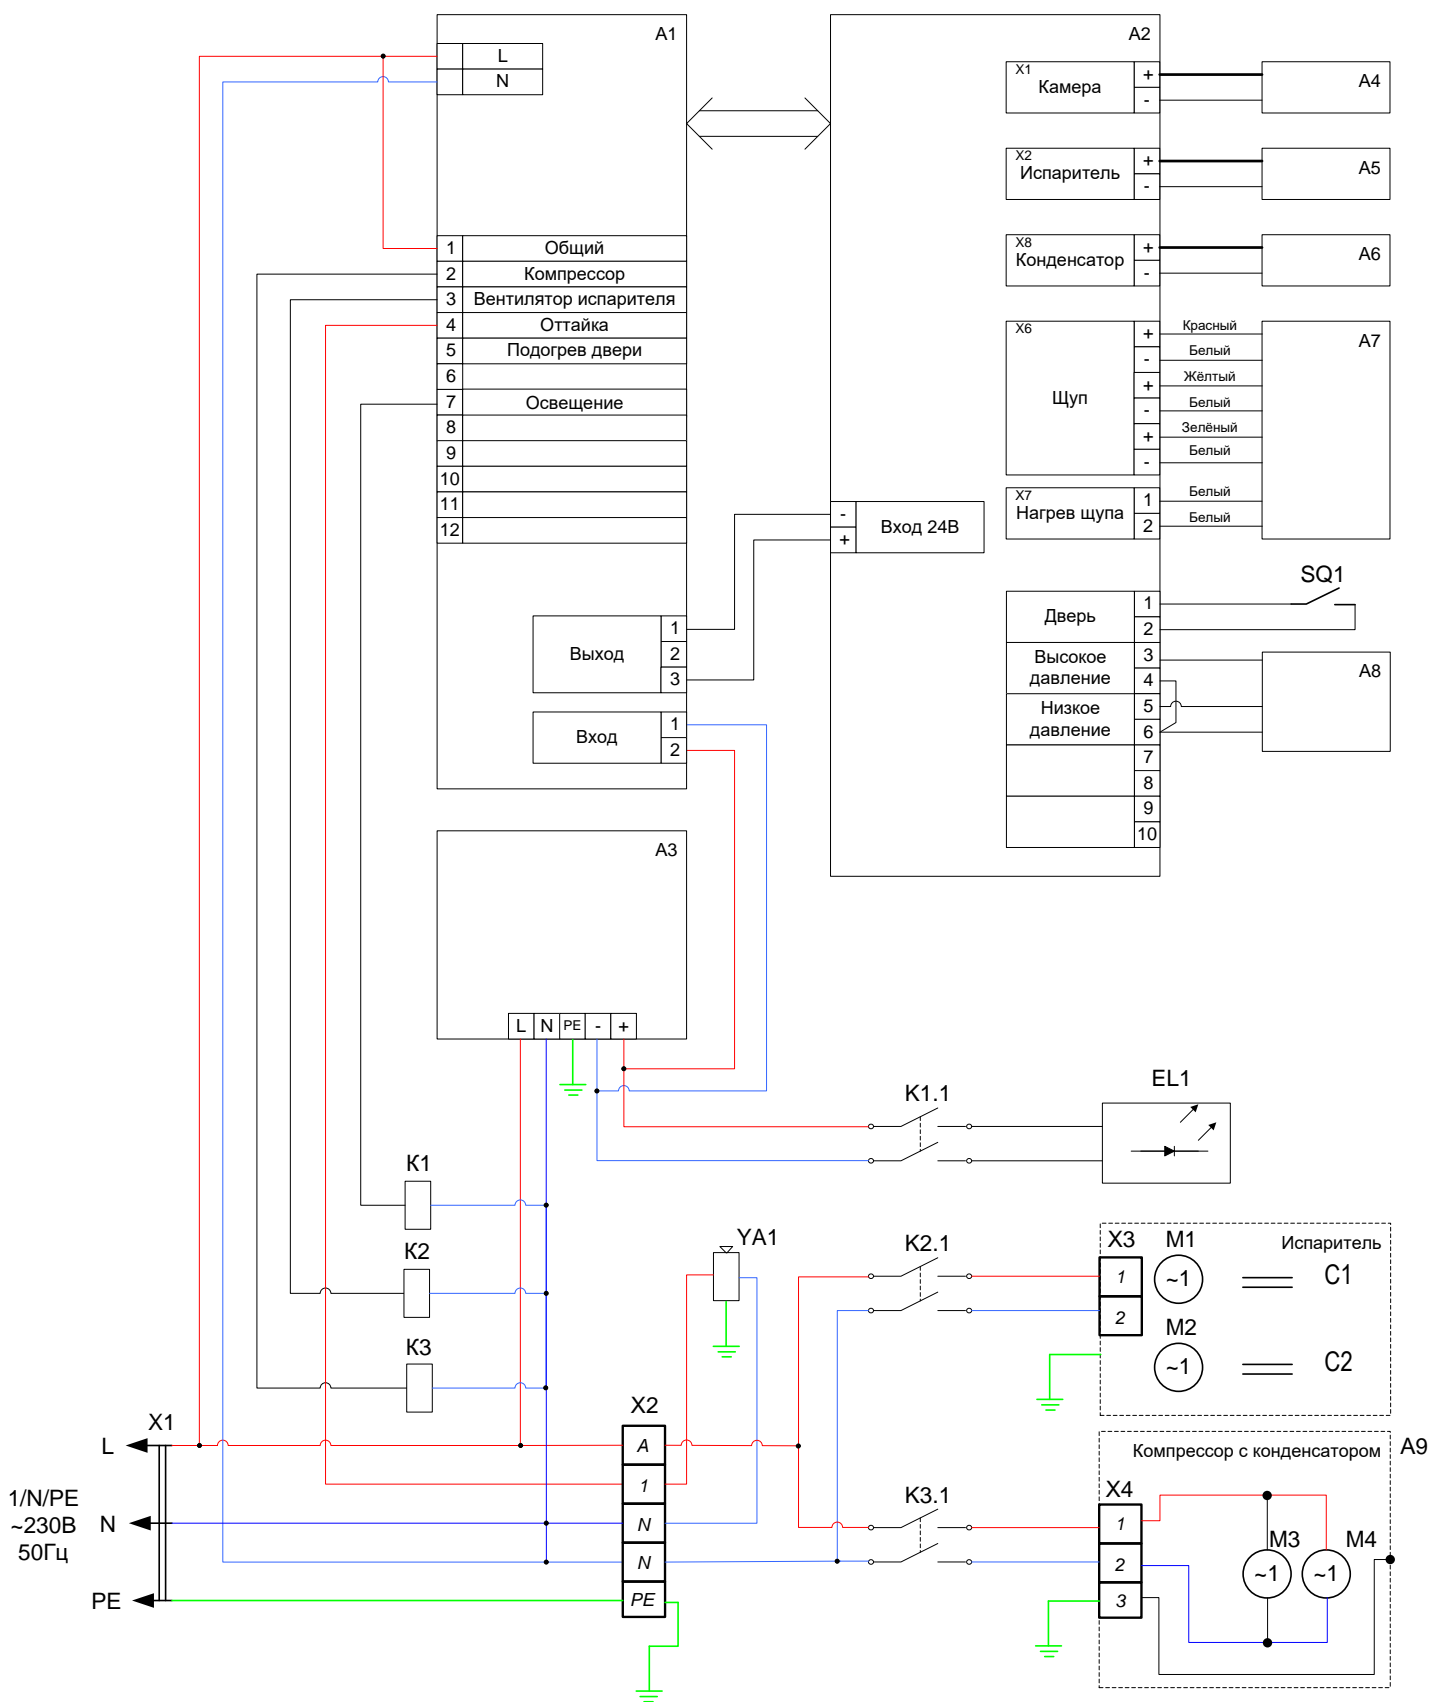 A1
L
N
1 Общий
2 Компрессор
3 Вентилятор испарителя
4 Оттайка
5 Подогрев двери
6
7 Освещение
8
9
10
11
12
Выход
1
2
3
Вход
1
2
A2
X1
Камера
+
-
A4
X2
Испаритель
+
-
A5
X8
Конденсатор
+
-
A6
X6
Щуп
+
-
+
-
+
-
Красный
Белый
Жёлтый
Белый
Зелёный
Белый
A7
X7
Нагрев щупа
1
2
Белый
Белый
-
+
Вход 24В
SQ1
Дверь
1
2
Высокое
давление
3
4
Низкое
давление
5
6
7
8
9
10
A8
A3
L N PE - +
K1.1
EL1
К1
К2
К3
YA1
K2.1
X3
1
2
M1
~1
M2
~1
Испаритель
C1
C2
X1
L
1/N/PE
~230В
50Гц
N
PE
X2
A
1
N
N
PE
K3.1
Компрессор с конденсатором
A9
X4
1
2
3
M3
~1
M4
~1